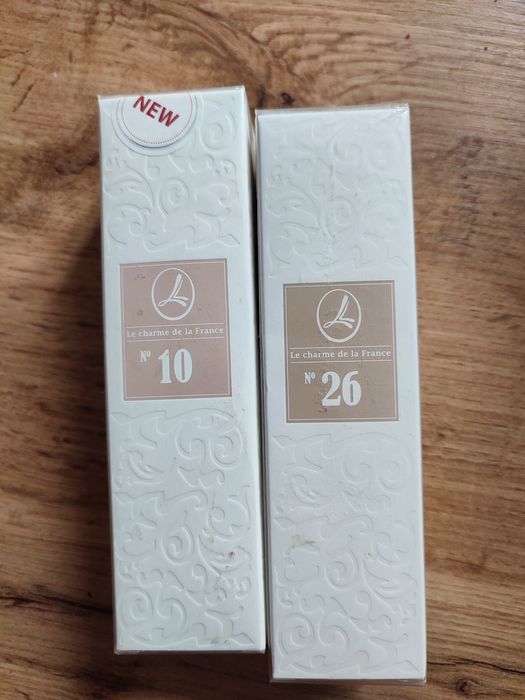 NEW
L
Le charme de la France
Nº 10
L
Le charme de la France
Nº 26